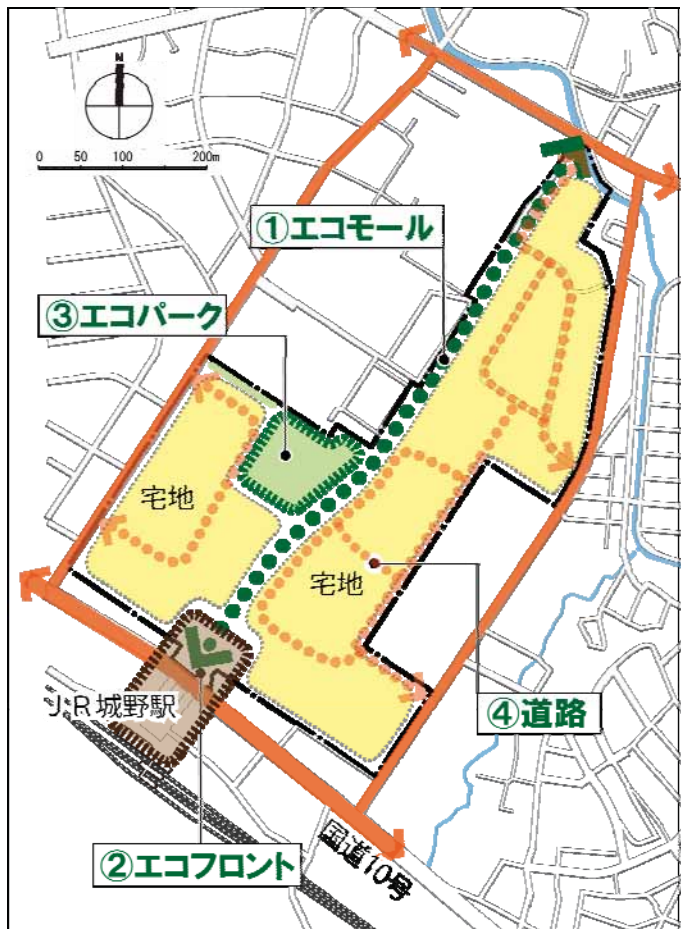 N
0 50 100 200m
①エコモール
③エコパーク
宅地
宅地
JR城野駅
④道路
②エコフロント
国道10号